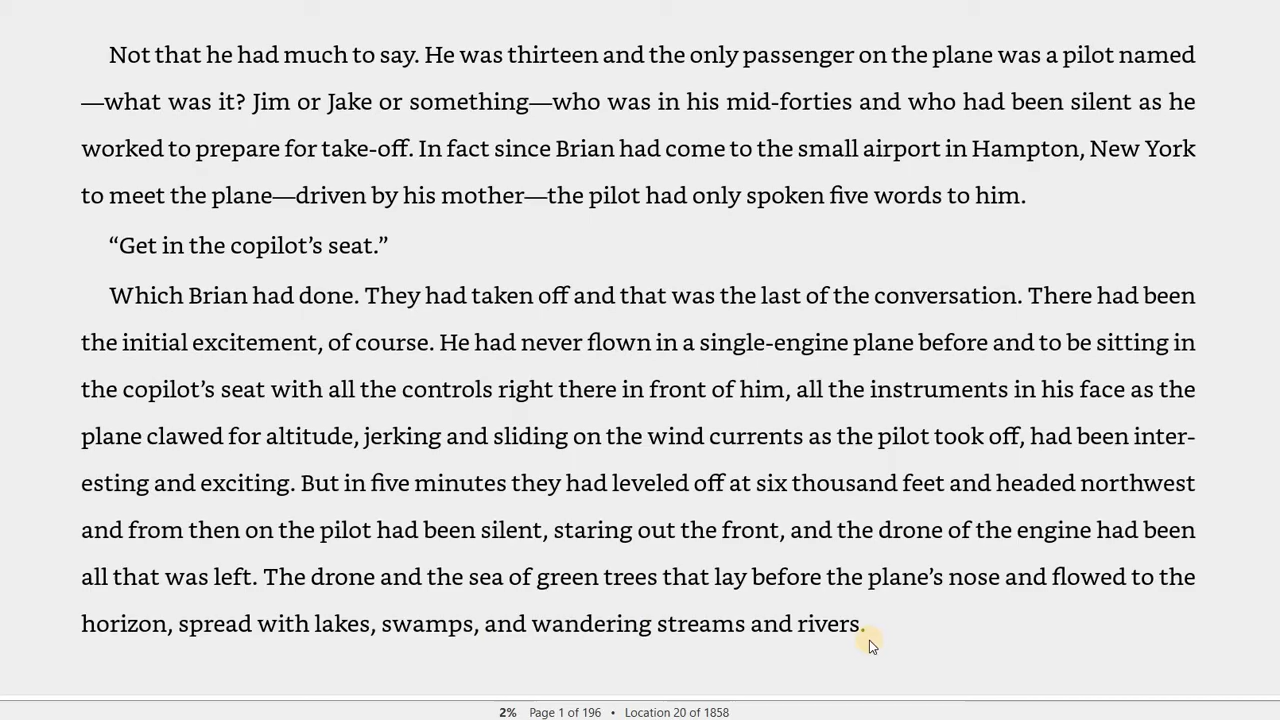 Not that he had much to say. He was thirteen and the only passenger on the plane was a pilot named
—what was it? Jim or Jake or something—who was in his mid-forties and who had been silent as he
worked to prepare for take-off. In fact since Brian had come to the small airport in Hampton, New York
to meet the plane—driven by his mother—the pilot had only spoken five words to him.
“Get in the copilot’s seat.”
Which Brian had done. They had taken off and that was the last of the conversation. There had been
the initial excitement, of course. He had never flown in a single-engine plane before and to be sitting in
the copilot’s seat with all the controls right there in front of him, all the instruments in his face as the
plane clawed for altitude, jerking and sliding on the wind currents as the pilot took off, had been inter-
esting and exciting. But in five minutes they had leveled off at six thousand feet and headed northwest
and from then on the pilot had been silent, staring out the front, and the drone of the engine had been
all that was left. The drone and the sea of green trees that lay before the plane’s nose and flowed to the
horizon, spread with lakes, swamps, and wandering streams and rivers.
2% Page 1 of 196 • Location 20 of 1858